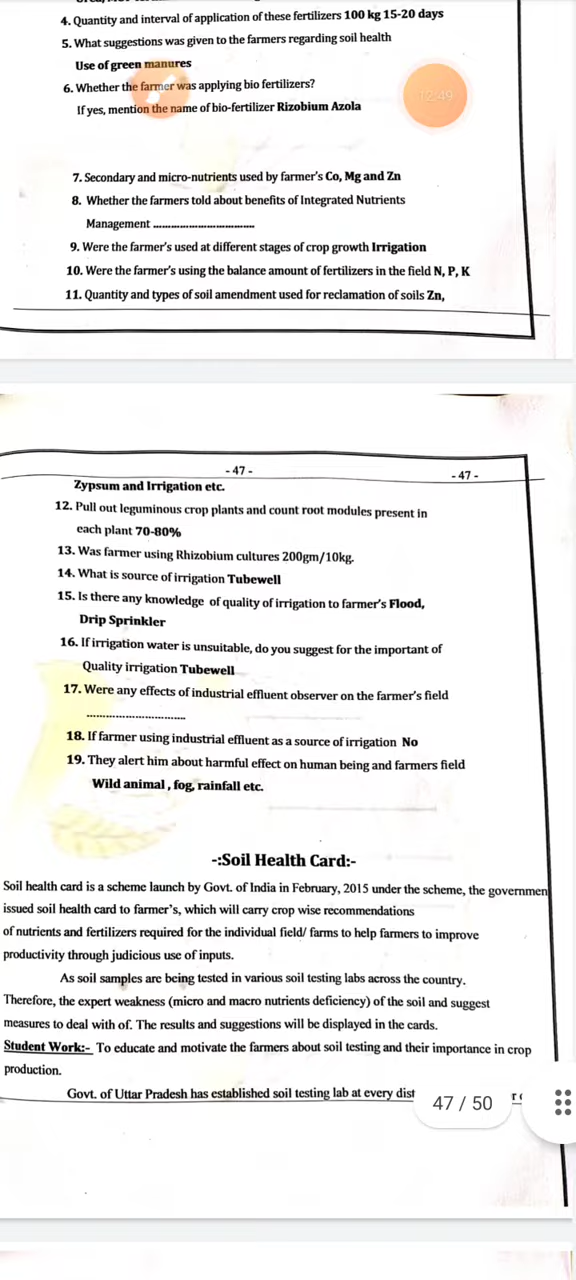 4. Quantity and interval of application of these fertilizers 100 kg 15-20 days
5. What suggestions was given to the farmers regarding soil health
Use of green manures
6. Whether the farmer was applying bio fertilizers?
If yes, mention the name of bio-fertilizer Rizobium Azola
12:49
7. Secondary and micro-nutrients used by farmer's Co, Mg and Zn
8. Whether the farmers told about benefits of Integrated Nutrients
Management ..................................
9. Were the farmer's used at different stages of crop growth Irrigation
10. Were the farmer's using the balance amount of fertilizers in the field N, P, K
11. Quantity and types of soil amendment used for reclamation of soils Zn,
- 47 - - 47 -
Zypsum and Irrigation etc.
12. Pull out leguminous crop plants and count root modules present in
each plant 70-80%
13. Was farmer using Rhizobium cultures 200gm/10kg.
14. What is source of irrigation Tubewell
15. Is there any knowledge of quality of irrigation to farmer's Flood,
Drip Sprinkler
16. If irrigation water is unsuitable, do you suggest for the important of
Quality irrigation Tubewell
17. Were any effects of industrial effluent observer on the farmer's field
.................................
18. If farmer using industrial effluent as a source of irrigation No
19. They alert him about harmful effect on human being and farmers field
Wild animal , fog, rainfall etc.
-:Soil Health Card:-
Soil health card is a scheme launch by Govt. of India in February, 2015 under the scheme, the governmen
issued soil health card to farmer's, which will carry crop wise recommendations
of nutrients and fertilizers required for the individual field/ farms to help farmers to improve
productivity through judicious use of inputs.
As soil samples are being tested in various soil testing labs across the country.
Therefore, the expert weakness (micro and macro nutrients deficiency) of the soil and suggest
measures to deal with of. The results and suggestions will be displayed in the cards.
Student Work:- To educate and motivate the farmers about soil testing and their importance in crop
production.
Govt. of Uttar Pradesh has established soil testing lab at every dist
47 / 50